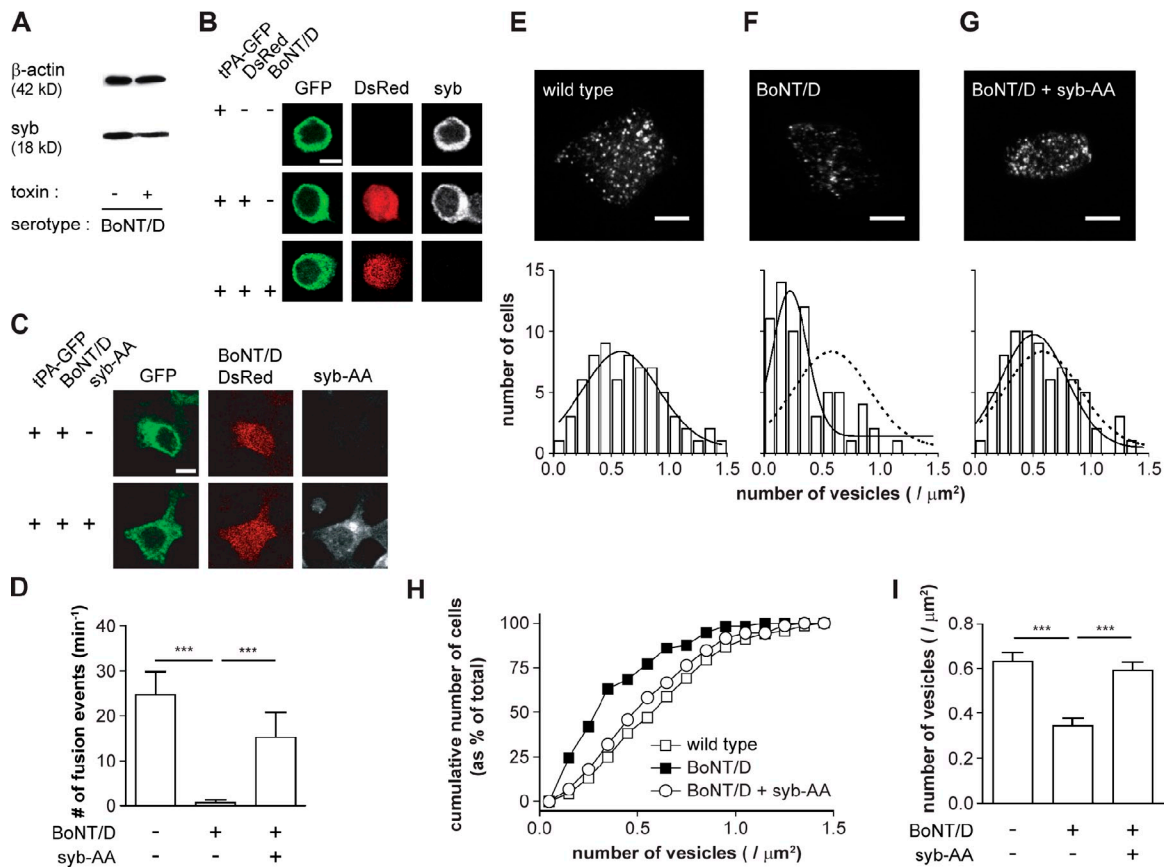 A
β-actin
(42 kD)
syb
(18 kD)
toxin : - +
serotype : BoNT/D
B
tPA-GFP
DsRed
BoNT/D
GFP DsRed syb
+ - -
+ + -
+ + +
C
tPA-GFP
BoNT/D
syb-AA
GFP BoNT/D DsRed syb-AA
+ + -
+ + +
D
# of fusion events (min⁻¹)
40
30
20
10
0
*** ***
BoNT/D - + +
syb-AA - - +
E F G
wild type BoNT/D BoNT/D + syb-AA
number of cells
15
10
5
0
0.0 0.5 1.0 1.5 0.0 0.5 1.0 1.5 0.0 0.5 1.0 1.5
number of vesicles ( / μm²)
H
cumulative number of cells
(as % of total)
100
75
50
25
0
wild type
BoNT/D
BoNT/D + syb-AA
0.0 0.5 1.0 1.5
number of vesicles ( / μm²)
I
number of vesicles ( / μm²)
0.8
0.6
0.4
0.2
0.0
*** ***
BoNT/D - + +
syb-AA - - +